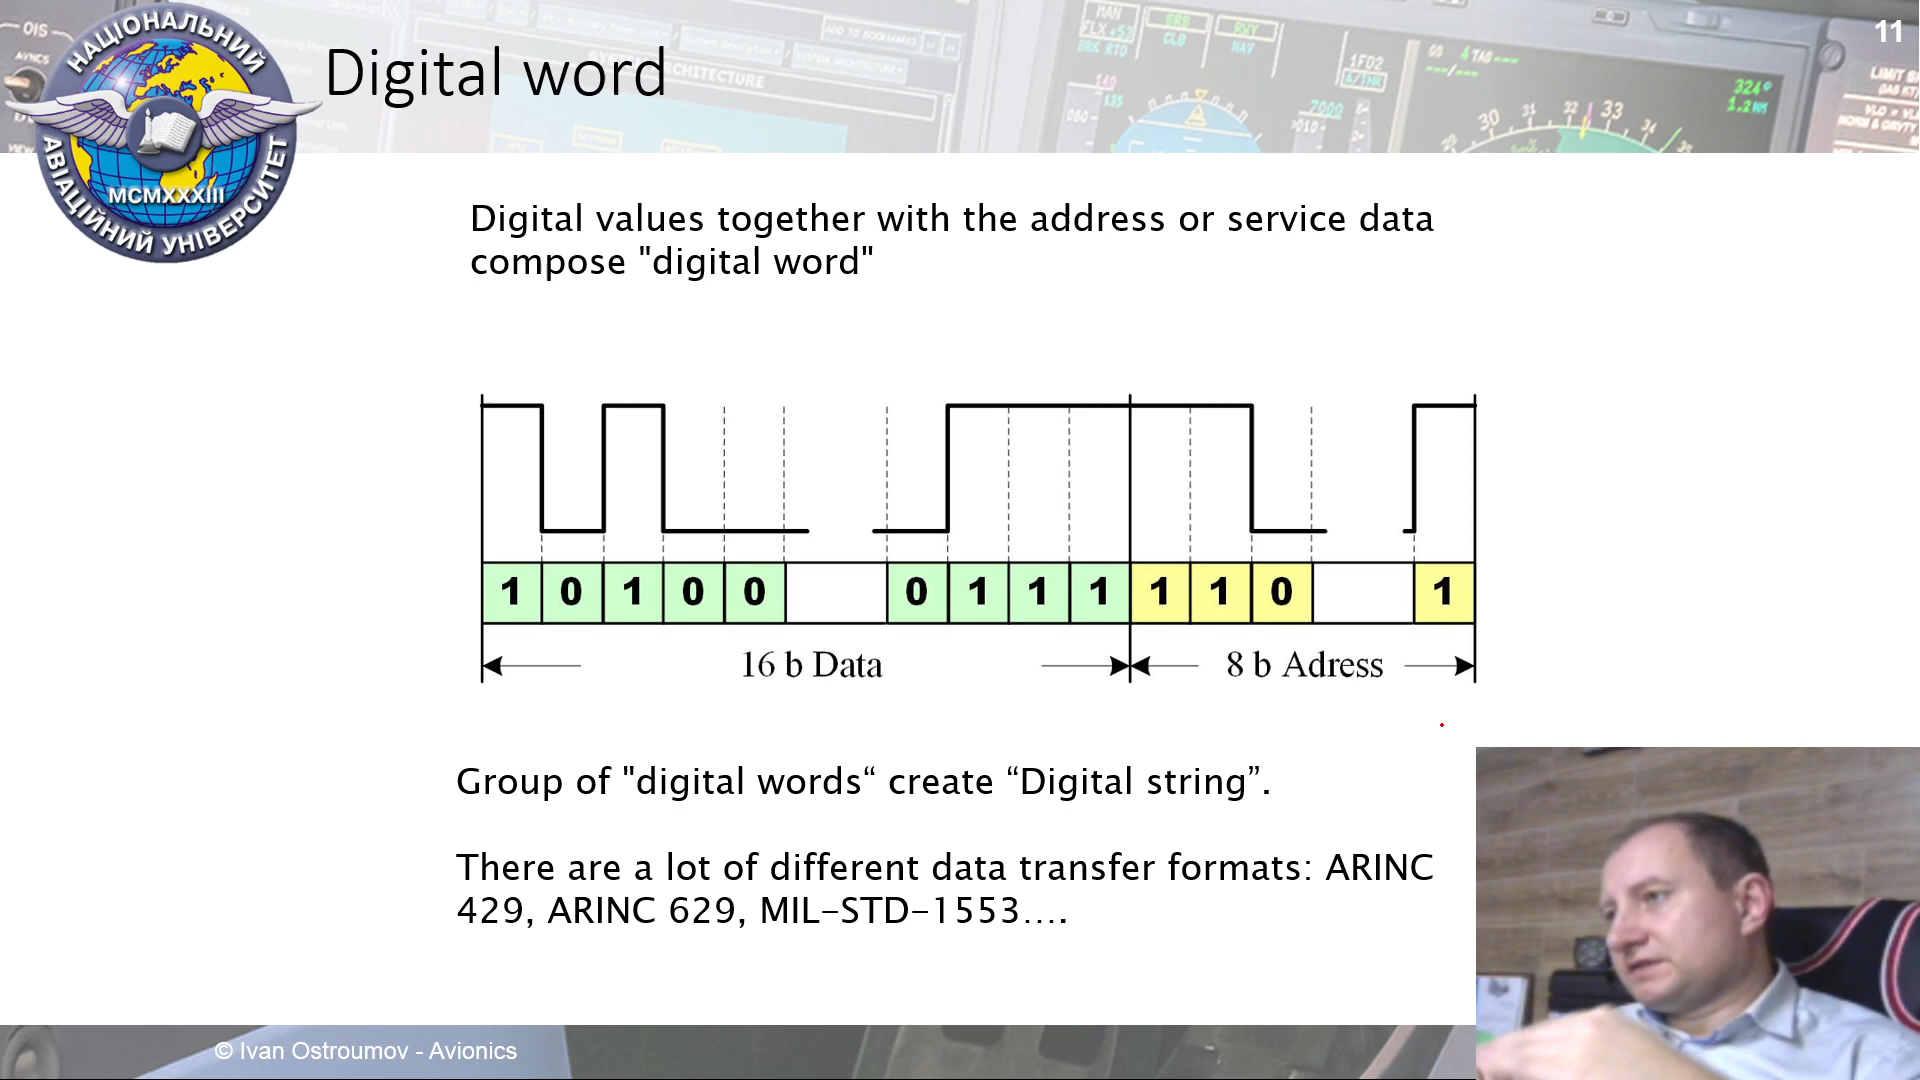 11
НАЦІОНАЛЬНИЙ
АВІАЦІЙНИЙ УНІВЕРСИТЕТ
MCMXXXIII
Digital word
Digital values together with the address or service data
compose "digital word"
1 0 1 0 0 0 1 1 1 1 1 0 1
16 b Data 8 b Adress
Group of "digital words“ create “Digital string”.
There are a lot of different data transfer formats: ARINC
429, ARINC 629, MIL-STD-1553....
© Ivan Ostroumov - Avionics